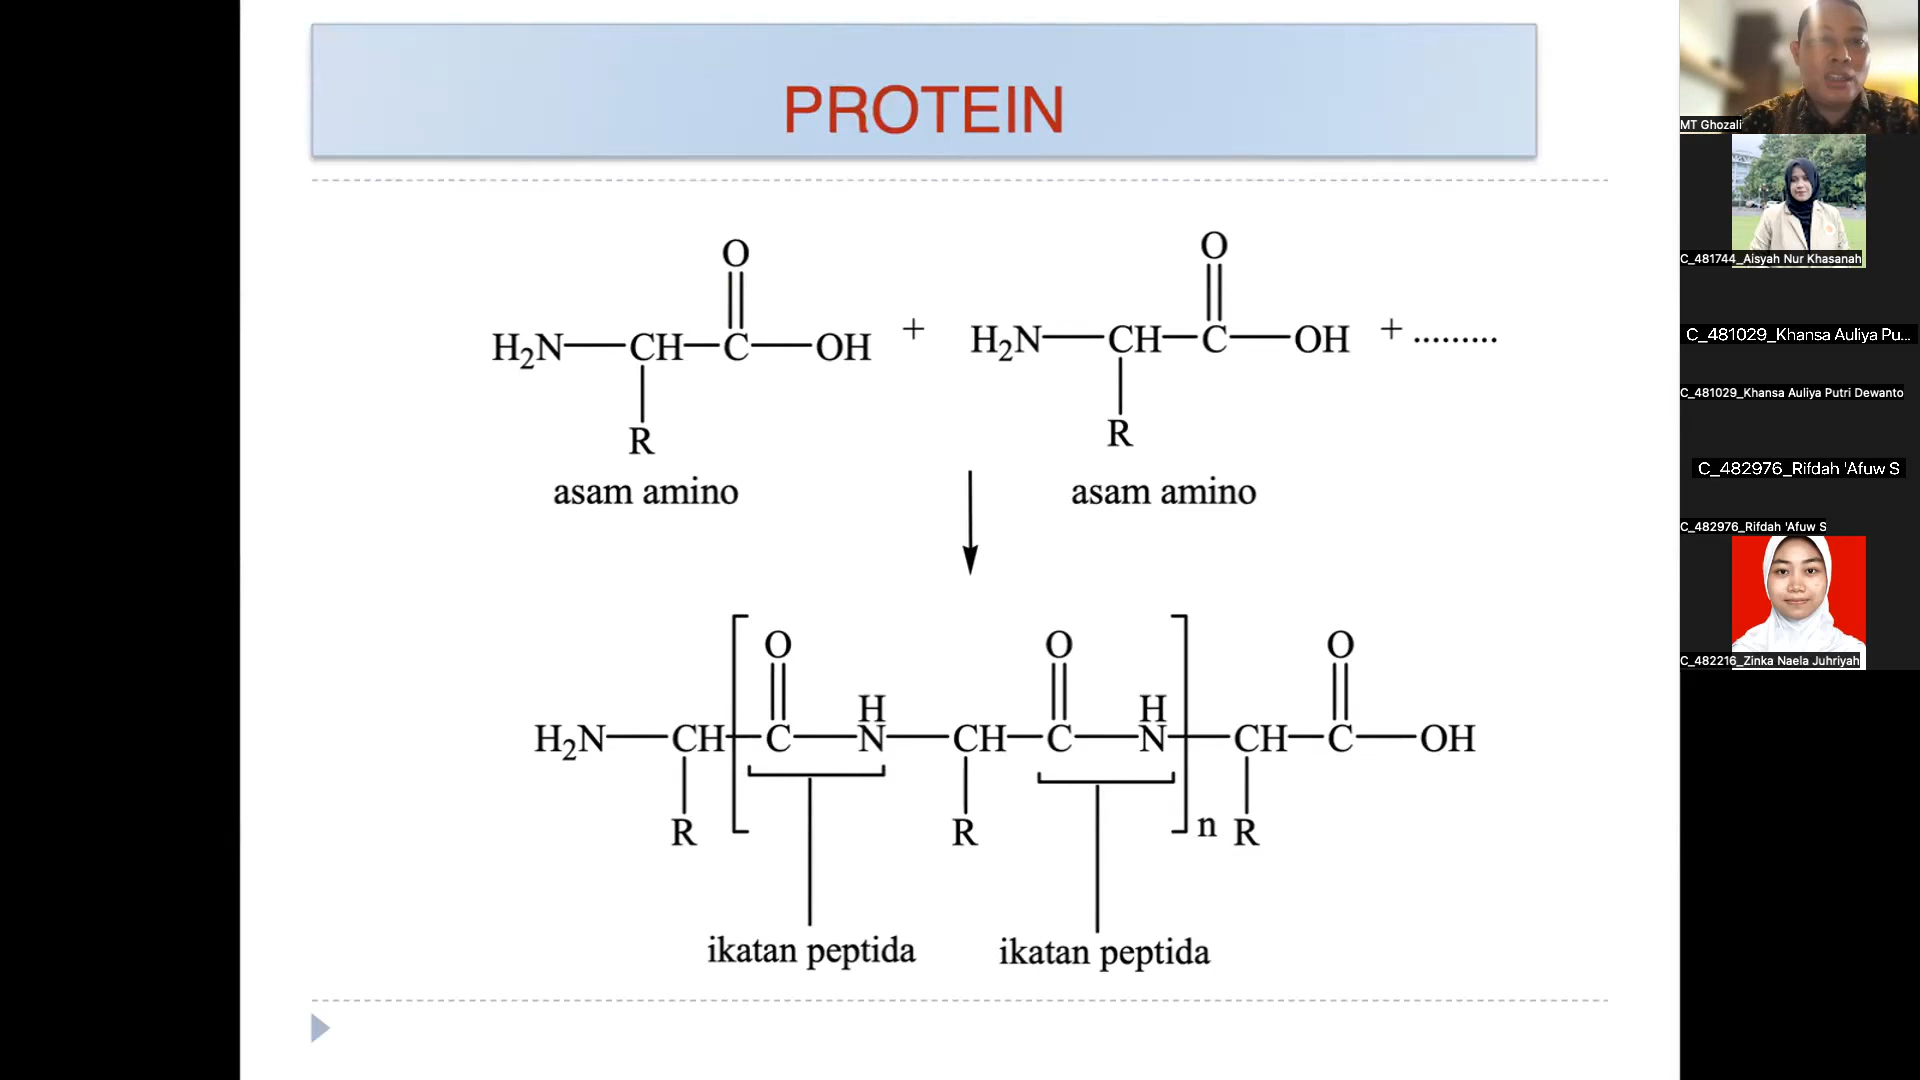 PROTEIN
O
O
H₂N CH C OH + H₂N CH C OH + .........
R
R
asam amino
asam amino
O
O
O
H
H
H₂N CH C N CH C N CH C OH
R
R
n
R
ikatan peptida
ikatan peptida
MT Ghozali
C_481744_Aisyah Nur Khasanah
C_481029_Khansa Auliya Pu...
C_481029_Khansa Auliya Putri Dewanto
C_482976_Rifdah 'Afuw S
C_482976_Rifdah 'Afuw S
C_482216_Zinka Naela Juhriyah